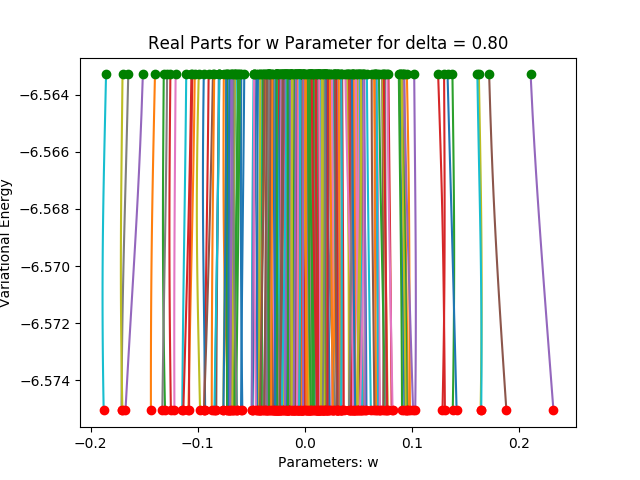 Real Parts for w Parameter for delta = 0.80
Variational Energy
−6.564
−6.566
−6.568
−6.570
−6.572
−6.574
−0.2 −0.1 0.0 0.1 0.2
Parameters: w